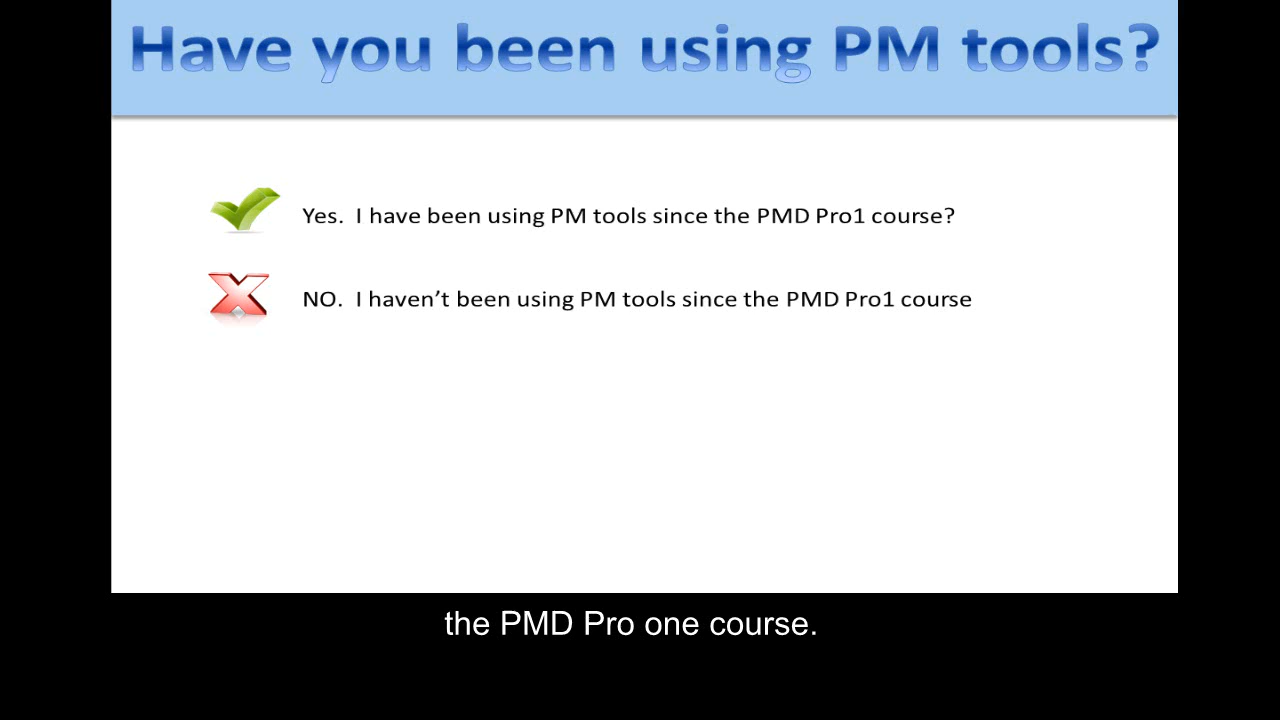 Have you been using PM tools?
Yes.  I have been using PM tools since the PMD Pro1 course?
NO.  I haven’t been using PM tools since the PMD Pro1 course
the PMD Pro one course.